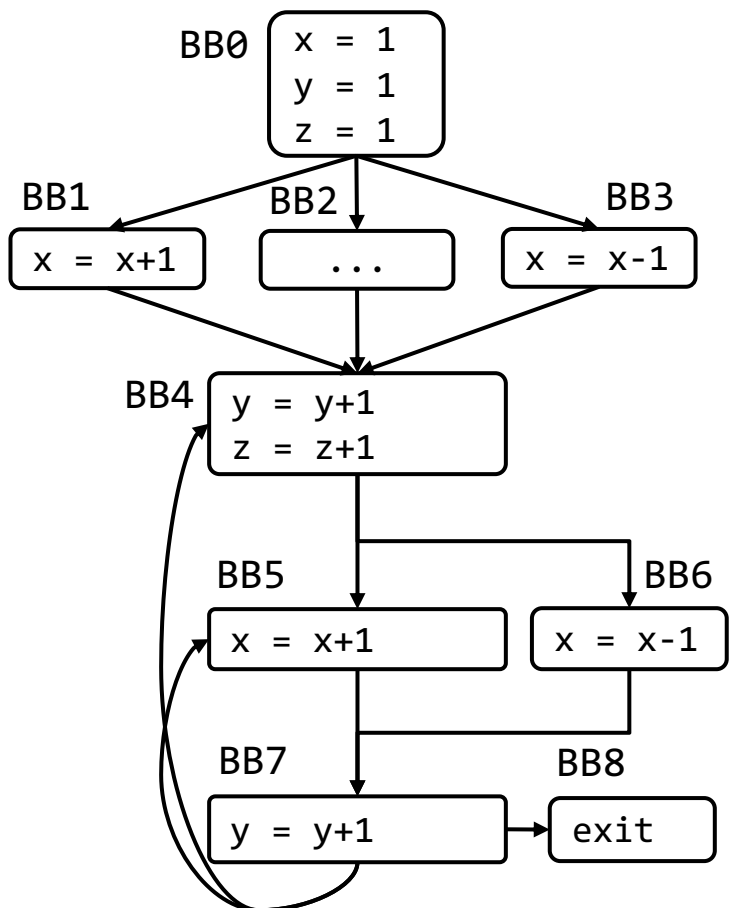 BB0
x = 1
y = 1
z = 1
BB1
BB2
BB3
x = x+1
...
x = x-1
BB4
y = y+1
z = z+1
BB5
BB6
x = x+1
x = x-1
BB7
BB8
y = y+1
exit